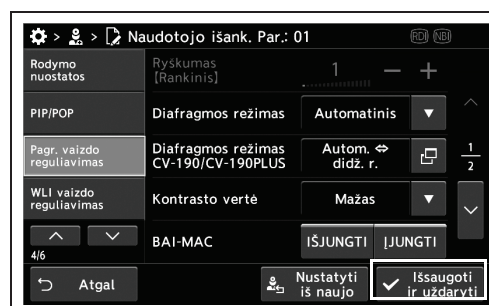 > > Naudotojo išank. Par.: 01 RDI NBI
Rodymo
nuostatos
PIP/POP
Pagr. vaizdo
reguliavimas
WLI vaizdo
reguliavimas
4/6
Ryškumas
[Rankinis]
1 − +
Diafragmos režimas
Automatinis ▼
Diafragmos režimas
CV-190/CV-190PLUS
Autom. ⇔
didž. r.
Kontrasto vertė
Mažas ▼
BAI-MAC
IŠJUNGTI ĮJUNGTI
1
2
Atgal
Nustatyti
iš naujo
Išsaugoti
ir uždaryti